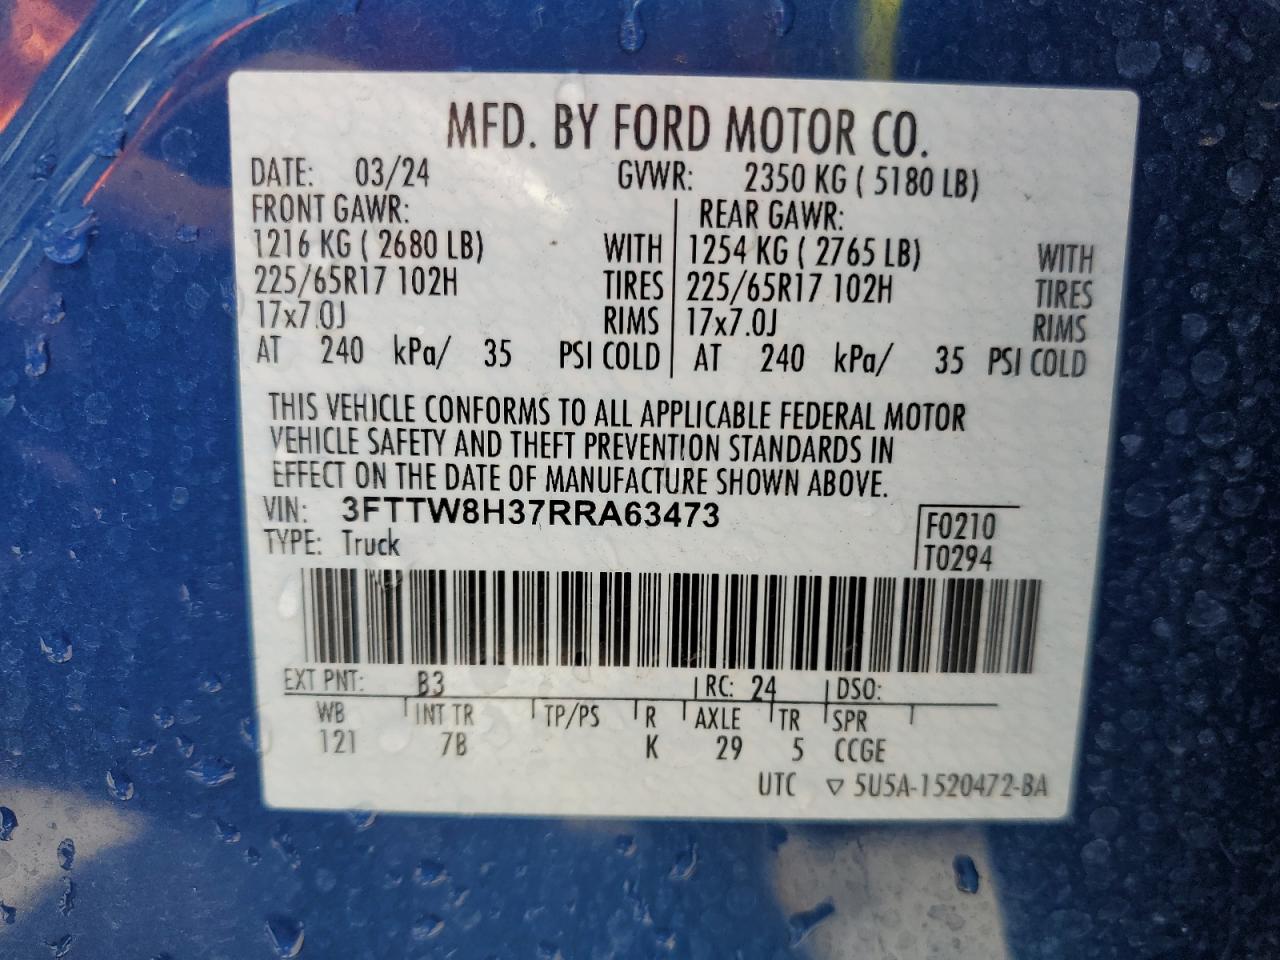 MFD. BY FORD MOTOR CO.
DATE: 03/24 GVWR: 2350 KG ( 5180 LB)
FRONT GAWR: REAR GAWR:
1216 KG ( 2680 LB) WITH 1254 KG ( 2765 LB) WITH
225/65R17 102H TIRES 225/65R17 102H TIRES
17x7.0J RIMS 17x7.0J RIMS
AT 240 kPa/ 35 PSI COLD AT 240 kPa/ 35 PSI COLD
THIS VEHICLE CONFORMS TO ALL APPLICABLE FEDERAL MOTOR
VEHICLE SAFETY AND THEFT PREVENTION STANDARDS IN
EFFECT ON THE DATE OF MANUFACTURE SHOWN ABOVE.
VIN: 3FTTW8H37RRA63473
F0210
TYPE: Truck
T0294
EXT PNT: B3 RC: 24 DSO:
WB INT TR TP/PS R AXLE TR SPR
121 7B K 29 5 CCGE
UTC ▽ 5U5A-1520472-BA